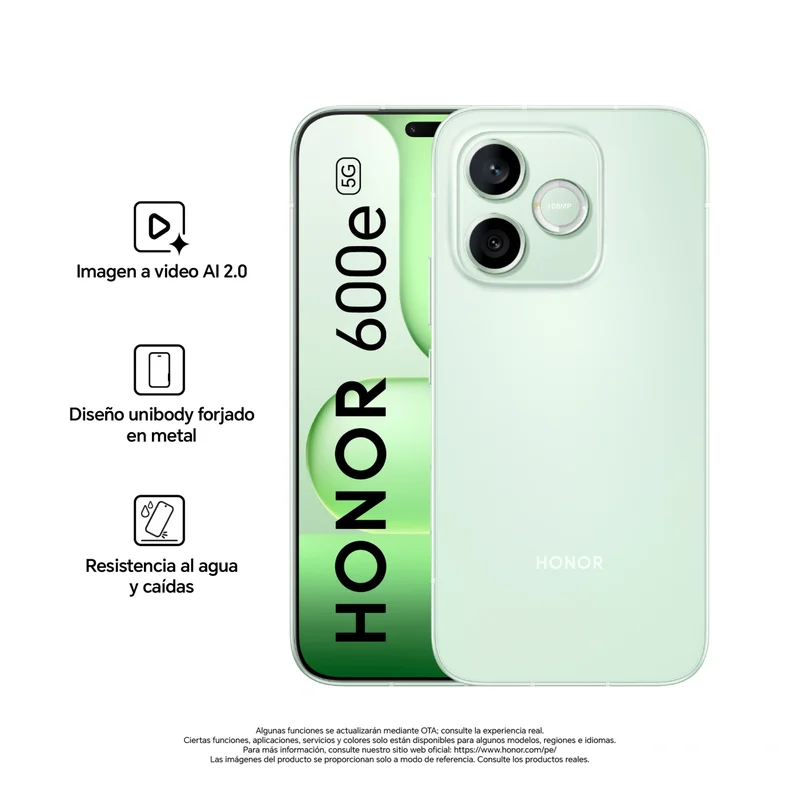 5G
HONOR 600e
Imagen a video AI 2.0
Diseño unibody forjado
en metal
Resistencia al agua
y caídas
HONOR
Algunas funciones se actualizarán mediante OTA; consulte la experiencia real.
Ciertas funciones, aplicaciones, servicios y colores solo están disponibles para algunos modelos, regiones e idiomas.
Para más información, consulte nuestro sitio web oficial: https://www.honor.com/pe/
Las imágenes del producto se proporcionan solo a modo de referencia. Consulte los productos reales.